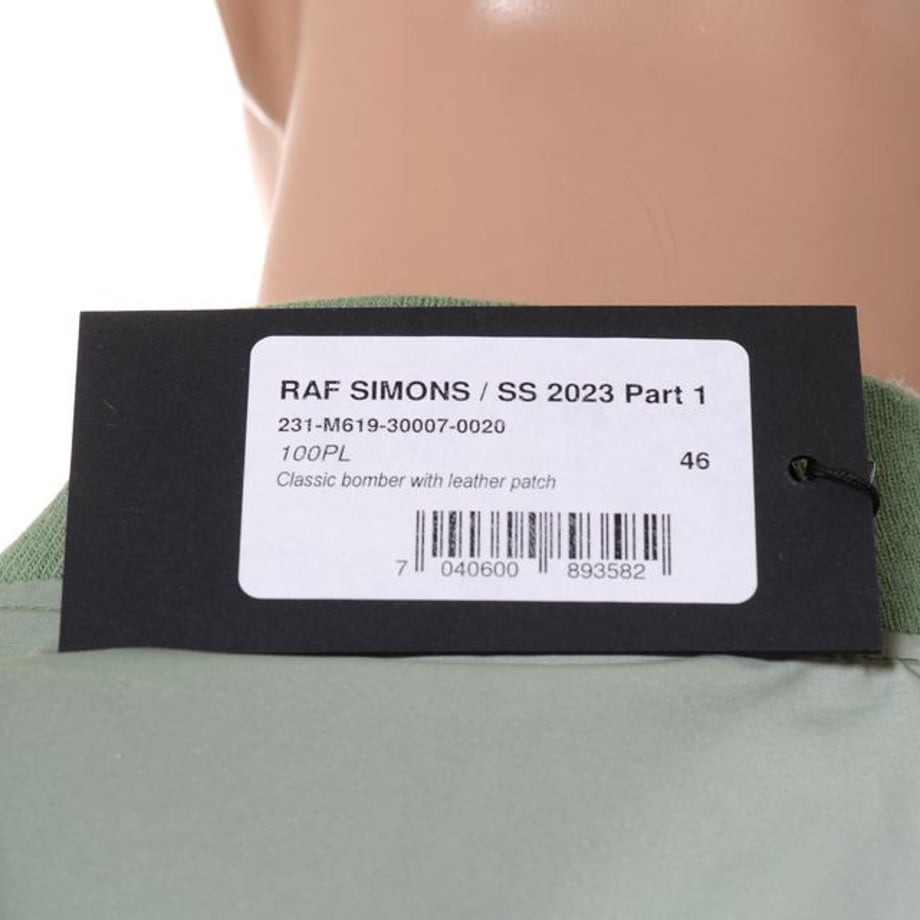 RAF SIMONS / SS 2023 Part 1
231-M619-30007-0020
100PL
46
Classic bomber with leather patch
7 040600 893582